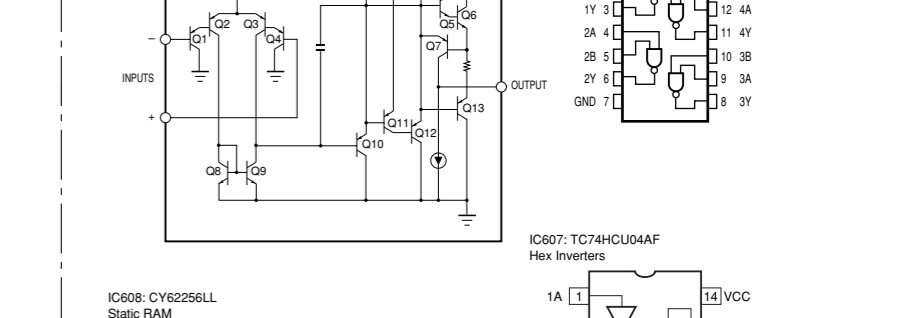 Q2
Q3
Q5
Q6
Q1
Q4
Q7
–
INPUTS
+
OUTPUT
Q13
Q11
Q12
Q10
Q8
Q9
1Y 3
12 4A
2A 4
11 4Y
2B 5
10 3B
2Y 6
9 3A
GND 7
8 3Y
IC607: TC74HCU04AF
Hex Inverters
1A 1
14 VCC
IC608: CY62256LL
Static RAM